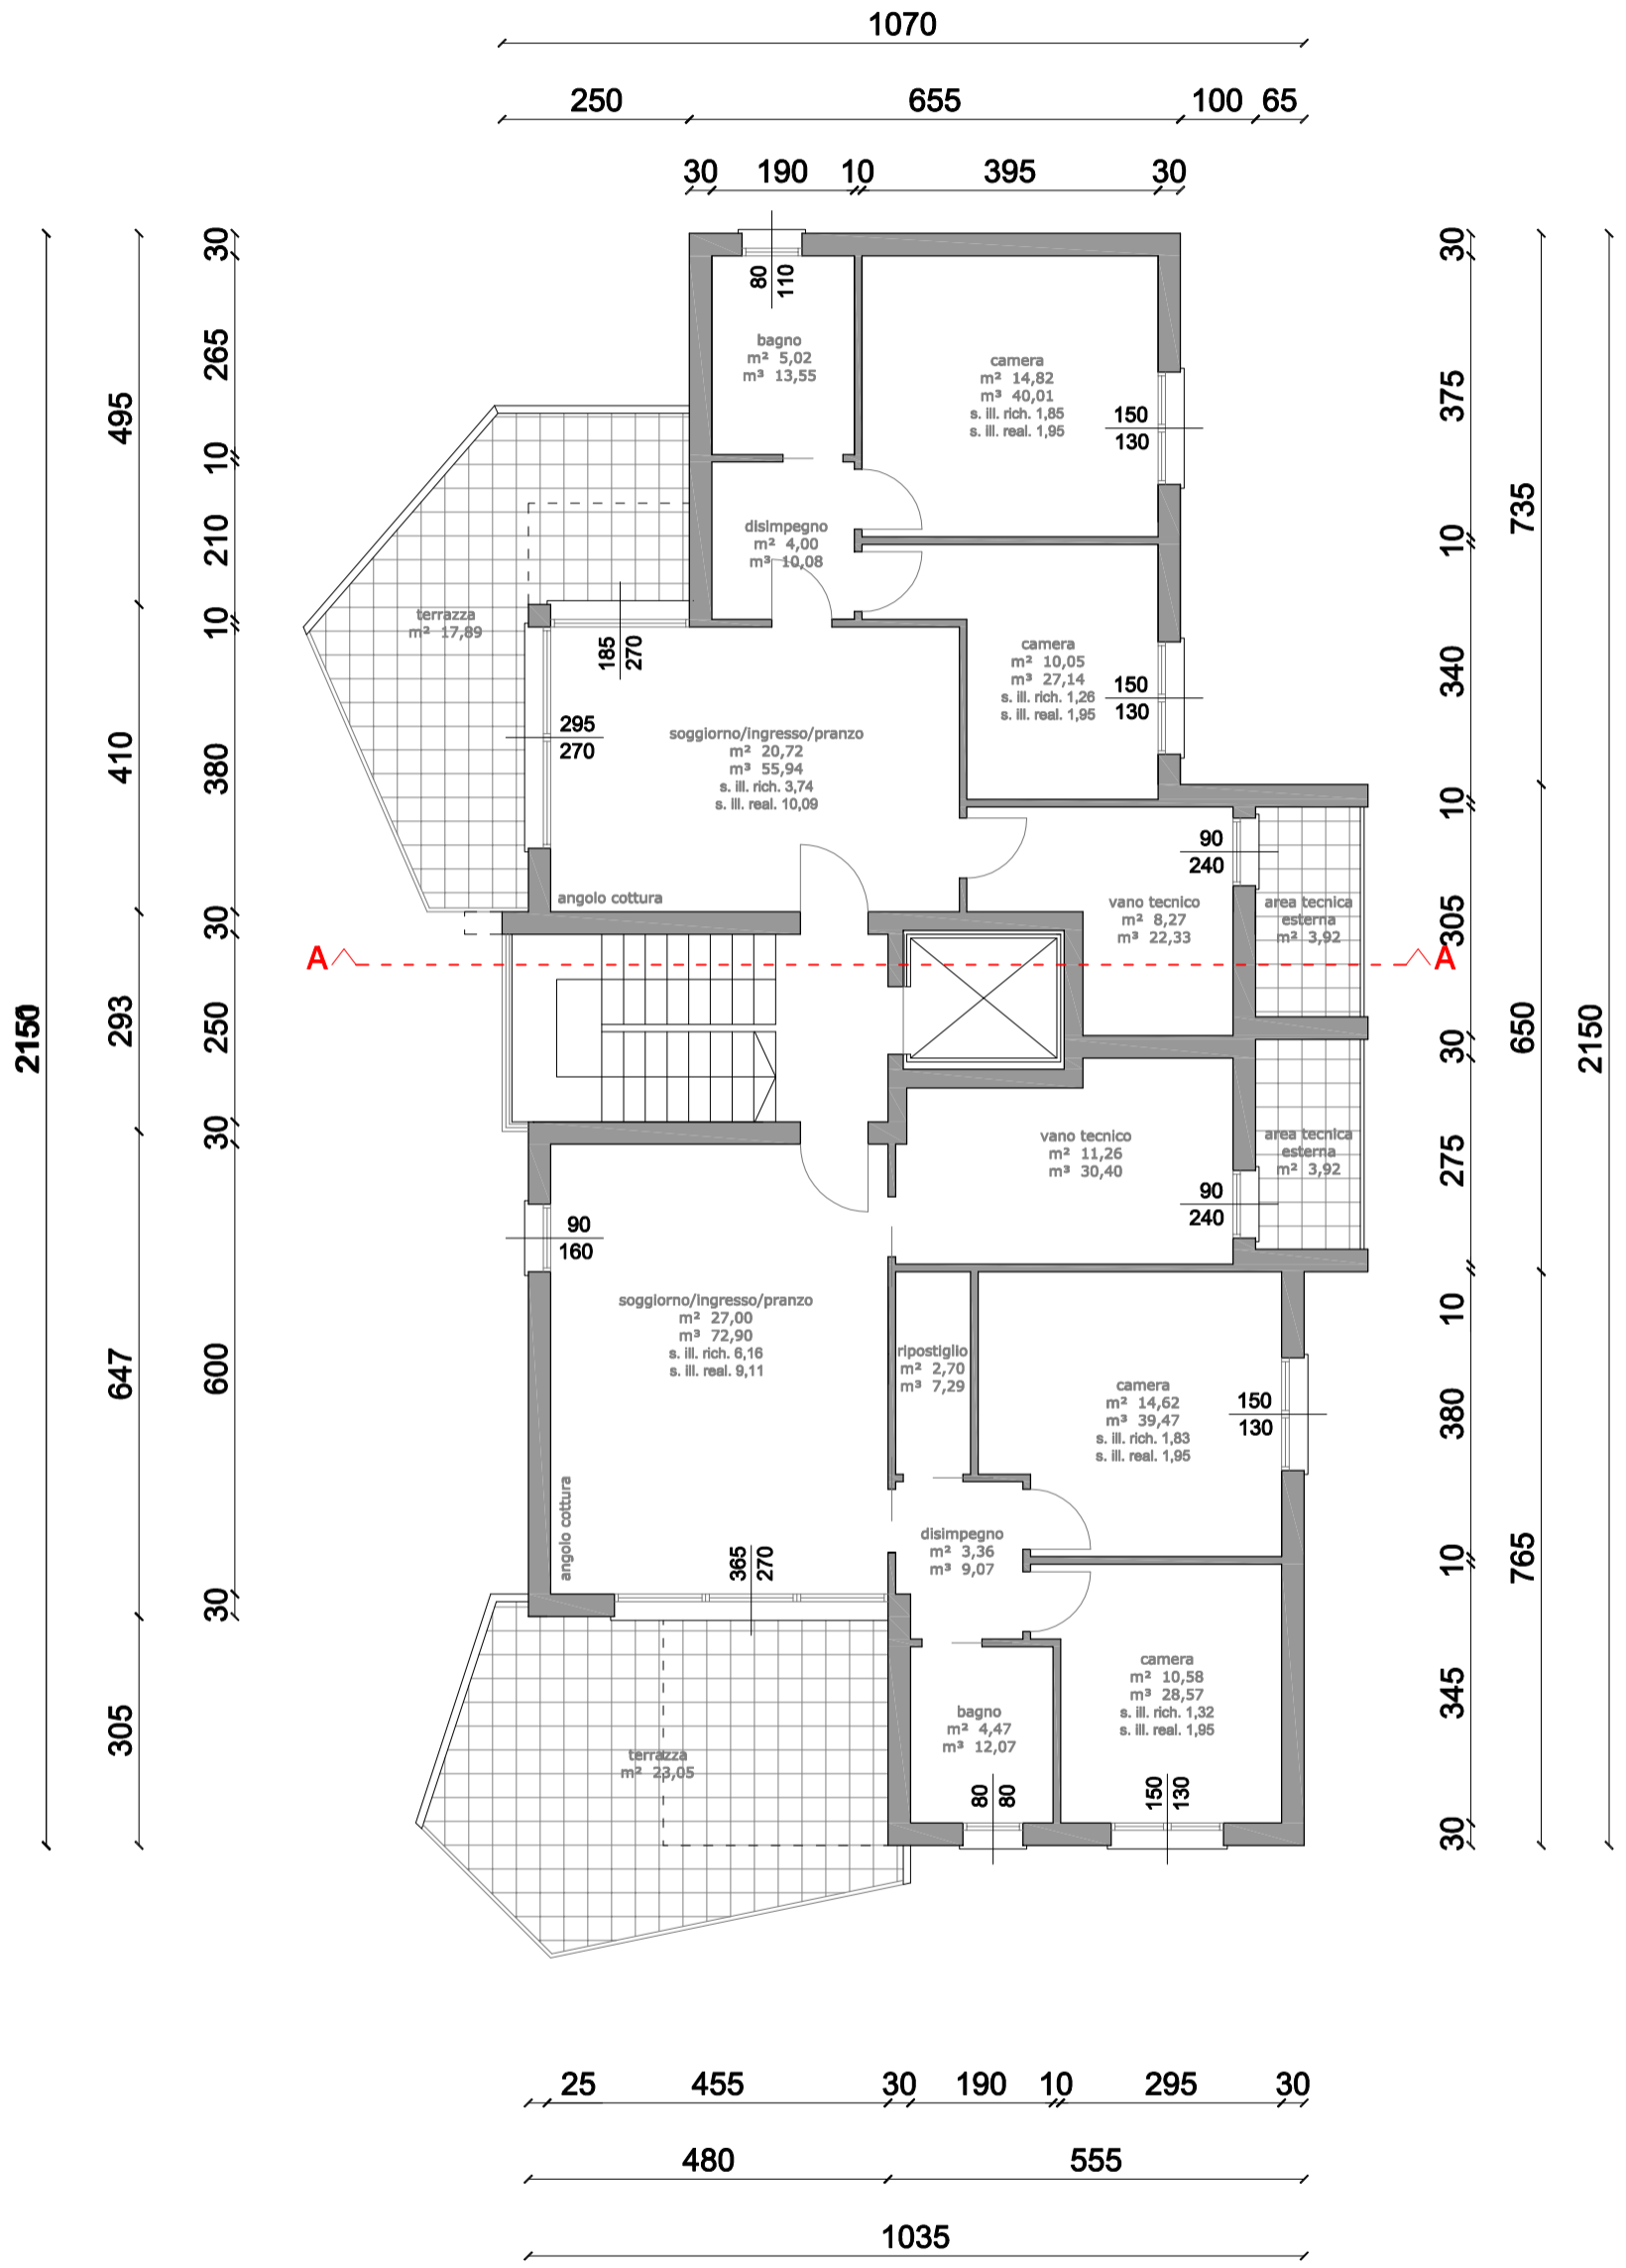 1070
250 655 100 65
30 190 10 395 30
30
265
10
210
10
380
30
250
30
600
30
495
410
293
647
305
2150
30
375
10
340
10
305
30
275
10
380
10
345
30
735
650
765
2150
80
110
bagno
m² 5,02
m³ 13,55
camera
m² 14,82
m³ 40,01
s. ill. rich. 1,85
s. ill. real. 1,95
150
130
disimpegno
m² 4,00
m³ 10,08
terrazza
m² 17,89
185
270
camera
m² 10,05
m³ 27,14
s. ill. rich. 1,26
s. ill. real. 1,95
150
130
295
270
soggiorno/ingresso/pranzo
m² 20,72
m³ 55,94
s. ill. rich. 3,74
s. ill. real. 10,09
angolo cottura
90
240
vano tecnico
m² 8,27
m³ 22,33
area tecnica
esterna
m² 3,92
A A
vano tecnico
m² 11,26
m³ 30,40
area tecnica
esterna
m² 3,92
90
240
90
160
soggiorno/ingresso/pranzo
m² 27,00
m³ 72,90
s. ill. rich. 6,16
s. ill. real. 9,11
ripostiglio
m² 2,70
m³ 7,29
camera
m² 14,62
m³ 39,47
s. ill. rich. 1,83
s. ill. real. 1,95
150
130
angolo cottura
365
270
disimpegno
m² 3,36
m³ 9,07
camera
m² 10,58
m³ 28,57
s. ill. rich. 1,32
s. ill. real. 1,95
bagno
m² 4,47
m³ 12,07
terrazza
m² 23,05
80
80
150
130
25 455 30 190 10 295 30
480 555
1035